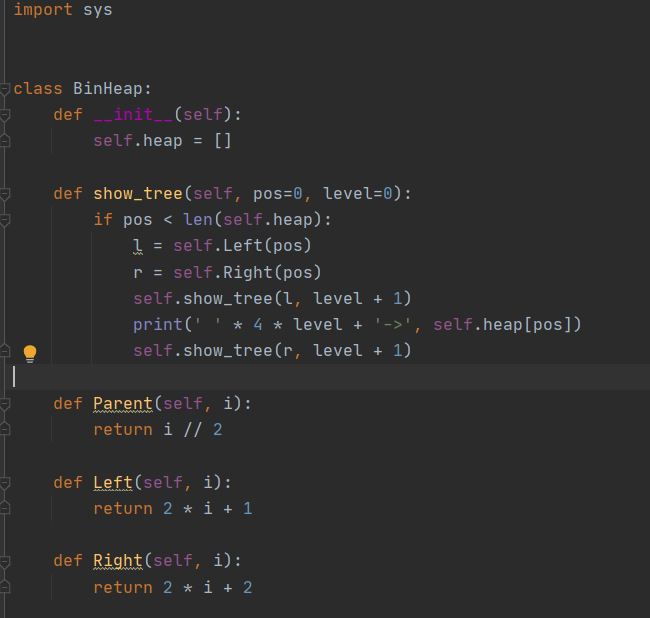 import sys
class BinHeap:
    def __init__(self):
        self.heap = []
    def show_tree(self, pos=0, level=0):
        if pos < len(self.heap):
            l = self.Left(pos)
            r = self.Right(pos)
            self.show_tree(l, level + 1)
            print(' ' * 4 * level + '->', self.heap[pos])
            self.show_tree(r, level + 1)
    def Parent(self, i):
        return i // 2
    def Left(self, i):
        return 2 * i + 1
    def Right(self, i):
        return 2 * i + 2